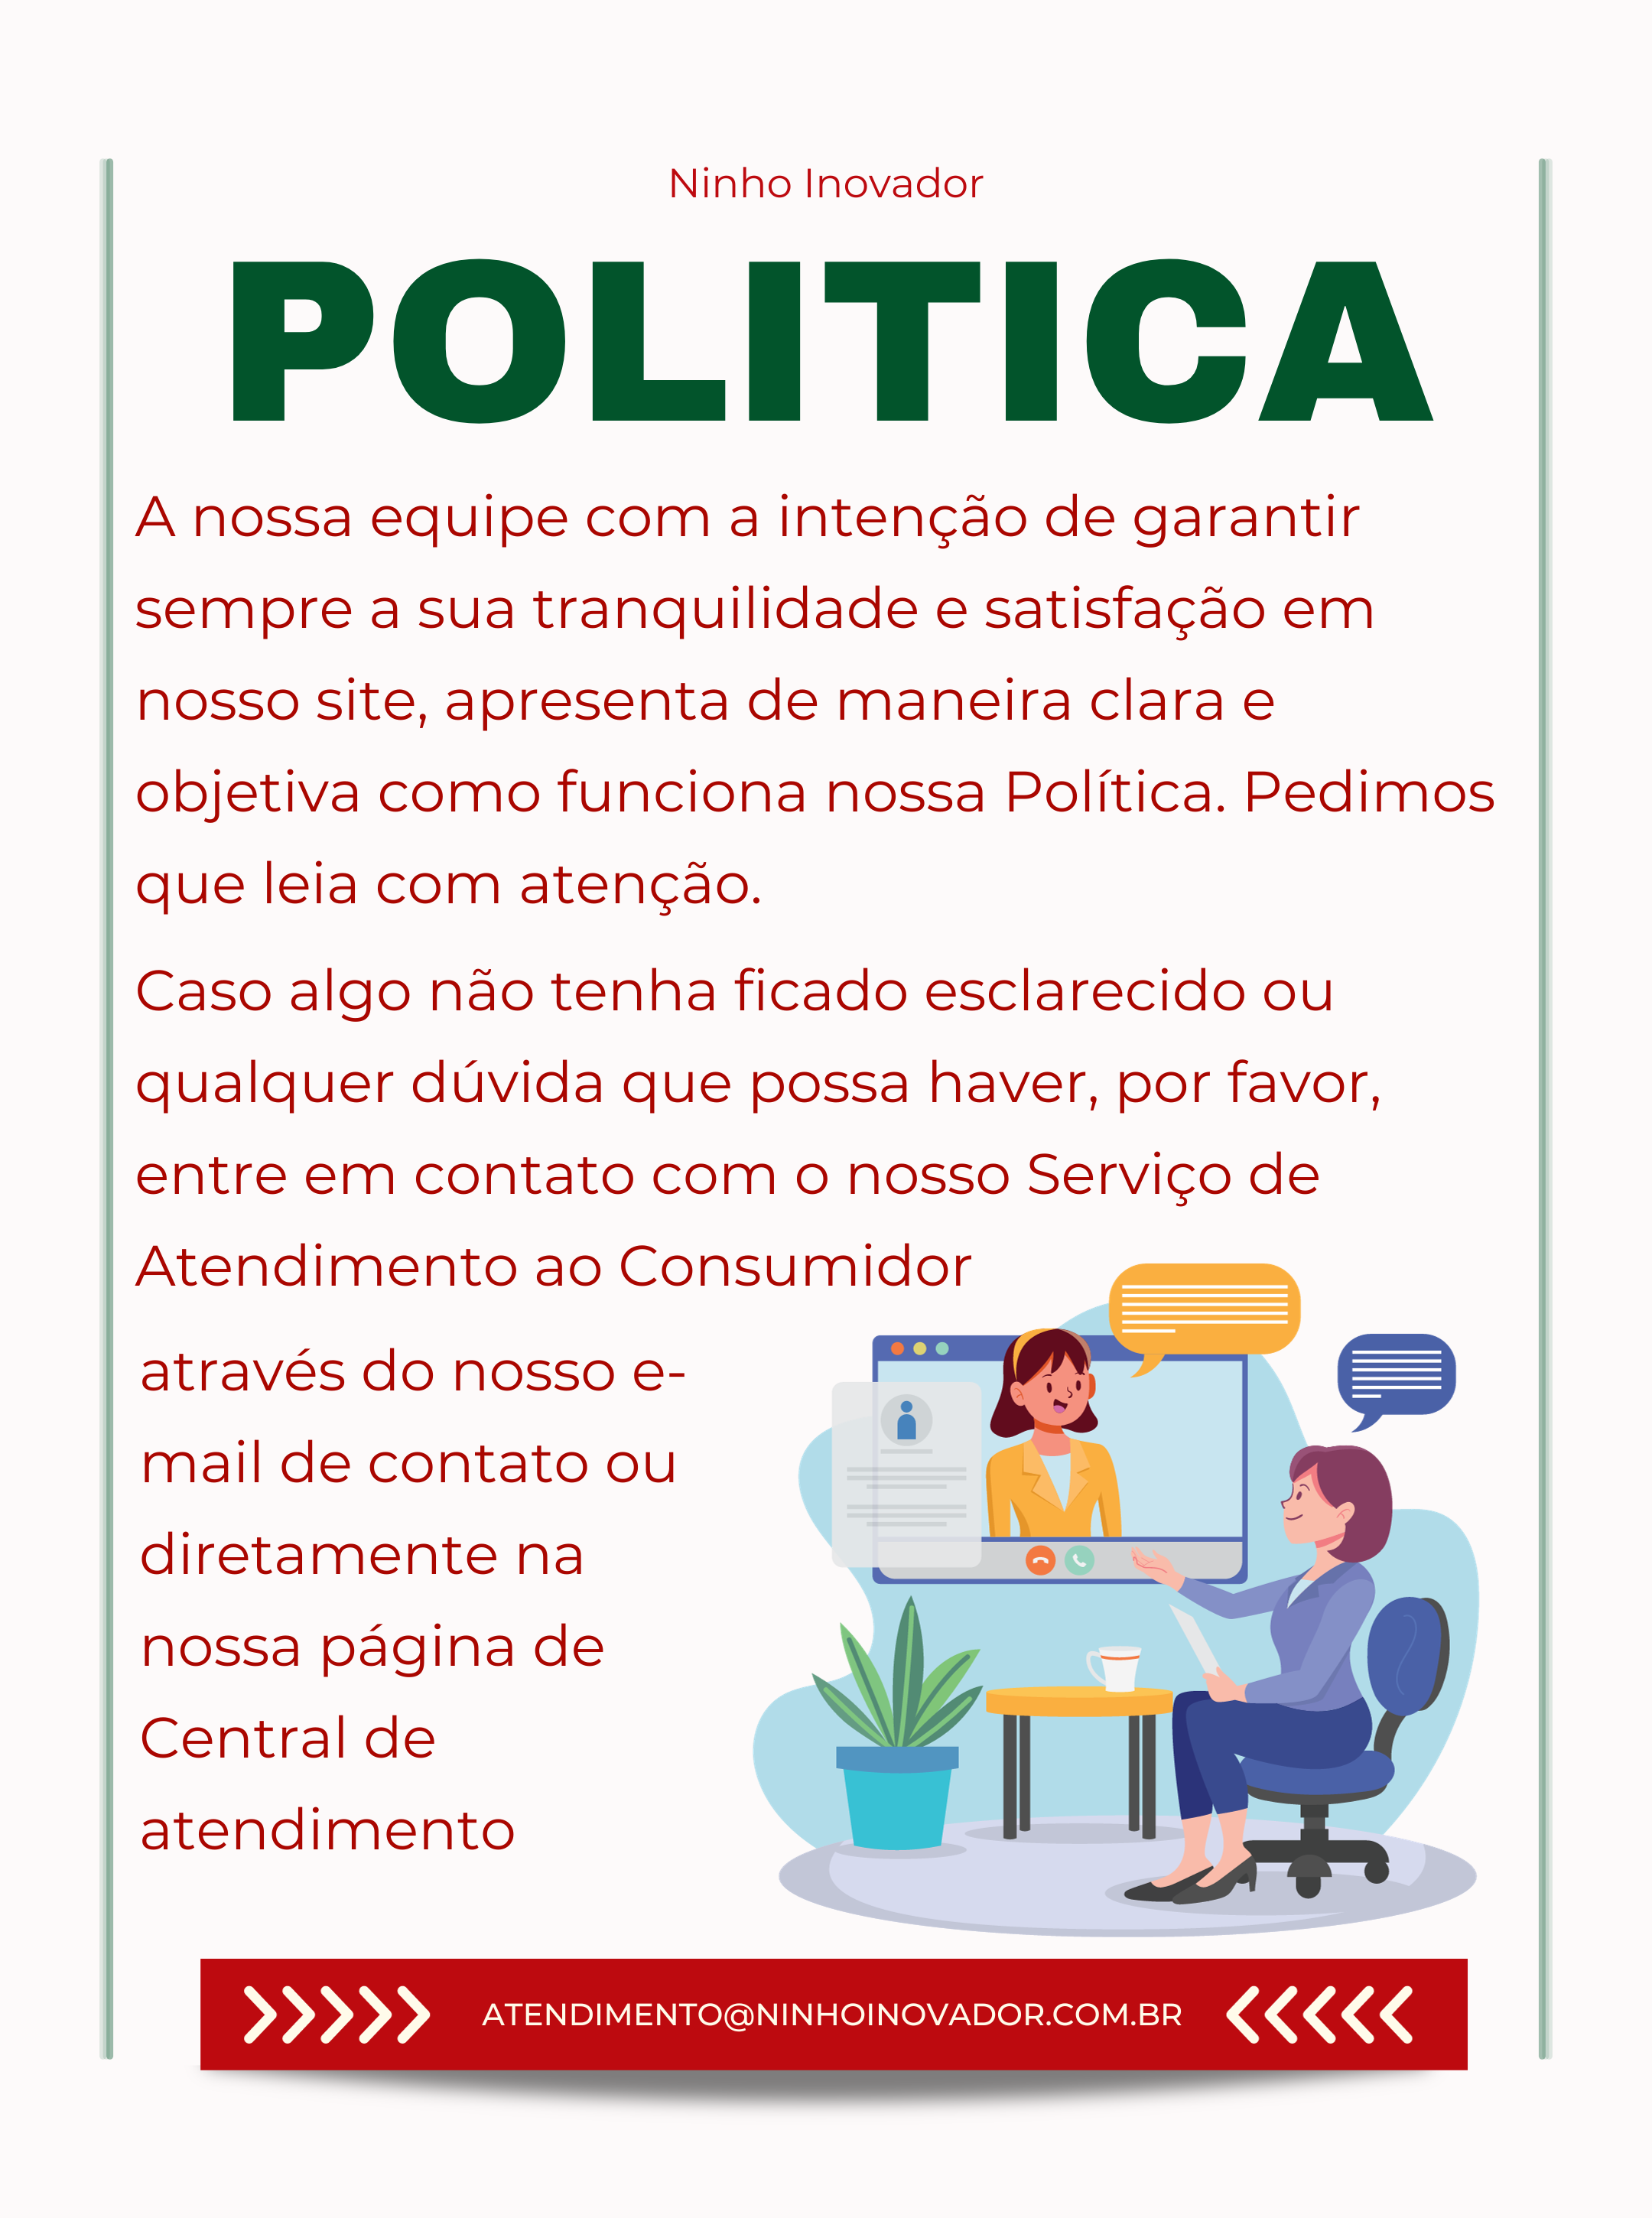 Ninho Inovador
POLITICA
A nossa equipe com a intenção de garantir
sempre a sua tranquilidade e satisfação em
nosso site, apresenta de maneira clara e
objetiva como funciona nossa Política. Pedimos
que leia com atenção.
Caso algo não tenha ficado esclarecido ou
qualquer dúvida que possa haver, por favor,
entre em contato com o nosso Serviço de
Atendimento ao Consumidor
através do nosso e-
mail de contato ou
diretamente na
nossa página de
Central de
atendimento
ATENDIMENTO@NINHOINOVADOR.COM.BR